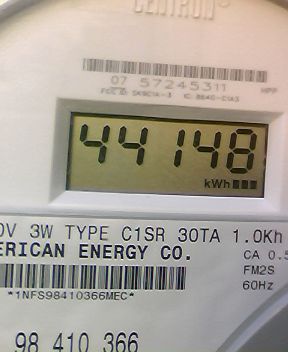 CENTRON
07 57245311
44148
kWh
0V 3W TYPE C1SR 30TA 1.0Kh
ERICAN ENERGY CO.
CA 0.5
FM2S
60Hz
*1NFS98410366MEC*
98 410 366